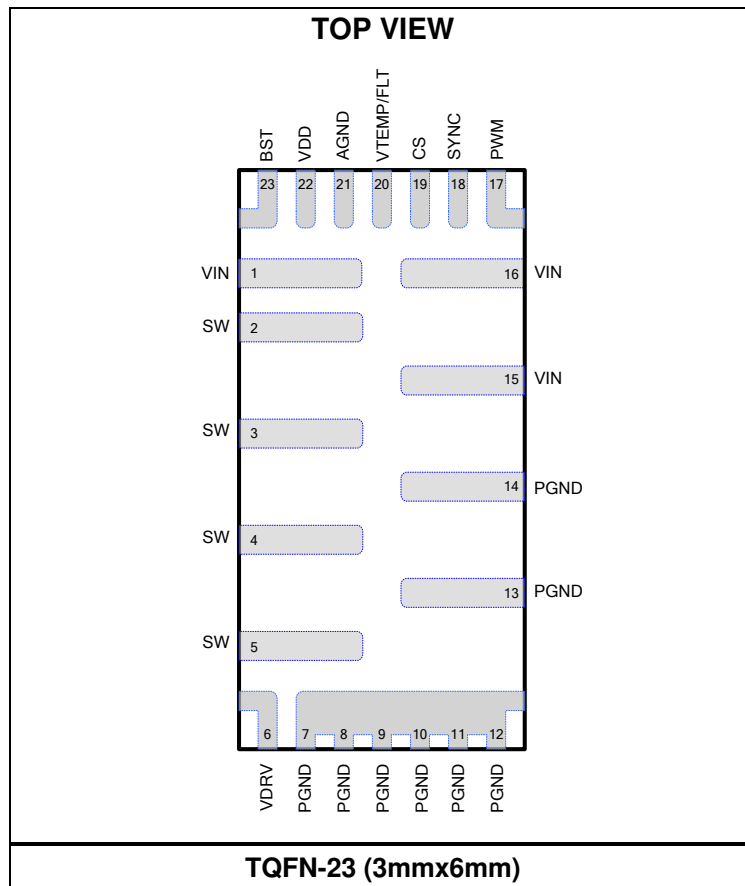 TOP VIEW
BST VDD AGND VTEMP/FLT CS SYNC PWM
23 22 21 20 19 18 17
VIN 1 16 VIN
SW 2
15 VIN
SW 3
14 PGND
SW 4
13 PGND
SW 5
6 7 8 9 10 11 12
VDRV PGND PGND PGND PGND PGND PGND
TQFN-23 (3mmx6mm)